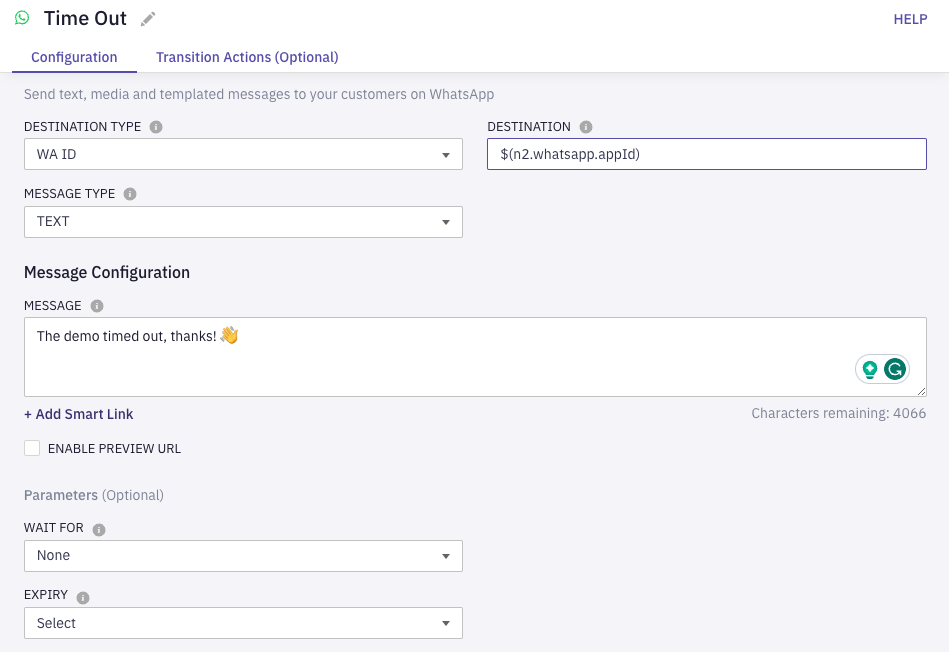 Time Out
HELP
Configuration
Transition Actions (Optional)
Send text, media and templated messages to your customers on WhatsApp
DESTINATION TYPE
DESTINATION
WA ID
$(n2.whatsapp.appId)
MESSAGE TYPE
TEXT
Message Configuration
MESSAGE
The demo timed out, thanks! 👋
+ Add Smart Link
Characters remaining: 4066
ENABLE PREVIEW URL
Parameters (Optional)
WAIT FOR
None
EXPIRY
Select